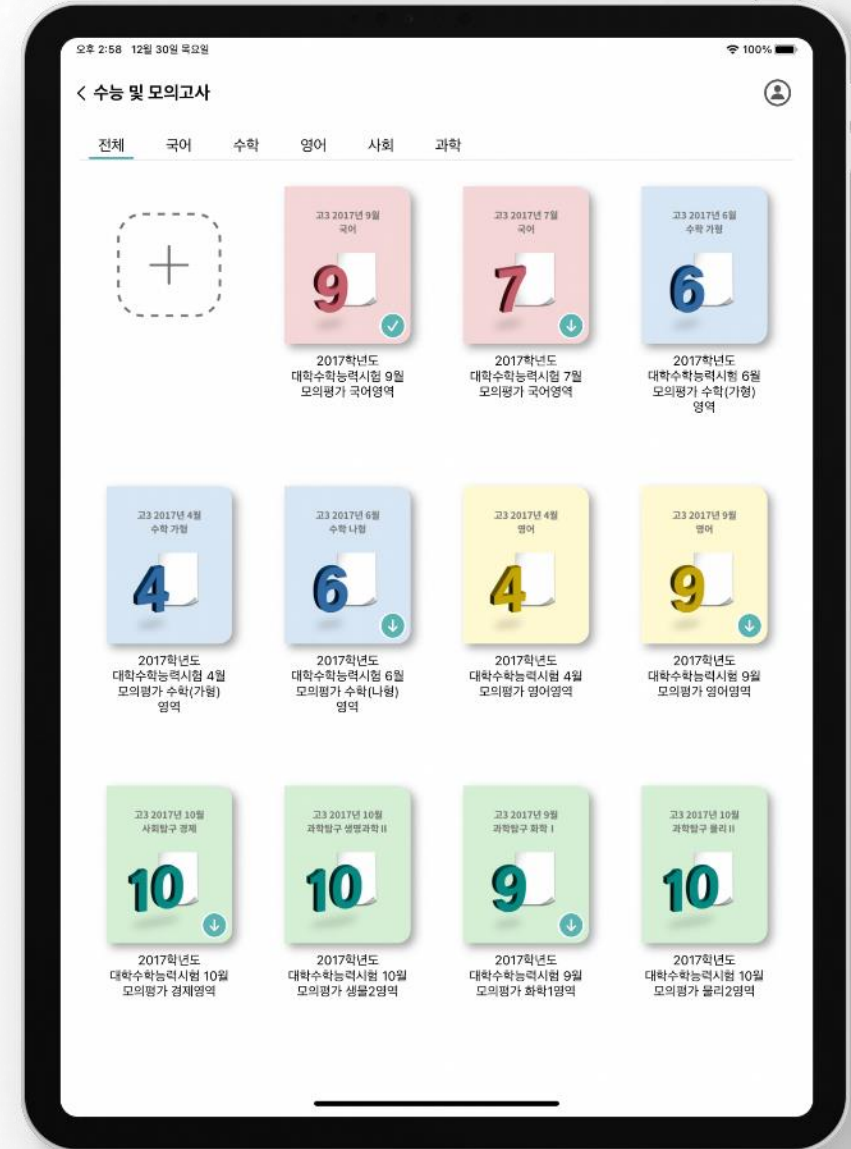 오후 2:58 12월 30일 목요일
100%
수능 및 모의고사
전체 국어 수학 영어 사회 과학
고3 2017년 9월
국어
9
2017학년도
대학수학능력시험 9월
모의평가 국어영역
고3 2017년 7월
국어
7
2017학년도
대학수학능력시험 7월
모의평가 국어영역
고3 2017년 6월
수학 가형
6
2017학년도
대학수학능력시험 6월
모의평가 수학(가형)
영역
고3 2017년 4월
수학 가형
4
2017학년도
대학수학능력시험 4월
모의평가 수학(가형)
영역
고3 2017년 6월
수학 나형
6
2017학년도
대학수학능력시험 6월
모의평가 수학(나형)
영역
고3 2017년 4월
영어
4
2017학년도
대학수학능력시험 4월
모의평가 영어영역
고3 2017년 9월
영어
9
2017학년도
대학수학능력시험 9월
모의평가 영어영역
고3 2017년 10월
사회탐구 경제
10
2017학년도
대학수학능력시험 10월
모의평가 경제영역
고3 2017년 10월
과학탐구 생명과학 II
10
2017학년도
대학수학능력시험 10월
모의평가 생물2영역
고3 2017년 9월
과학탐구 화학 I
9
2017학년도
대학수학능력시험 9월
모의평가 화학1영역
고3 2017년 10월
과학탐구 물리 II
10
2017학년도
대학수학능력시험 10월
모의평가 물리2영역